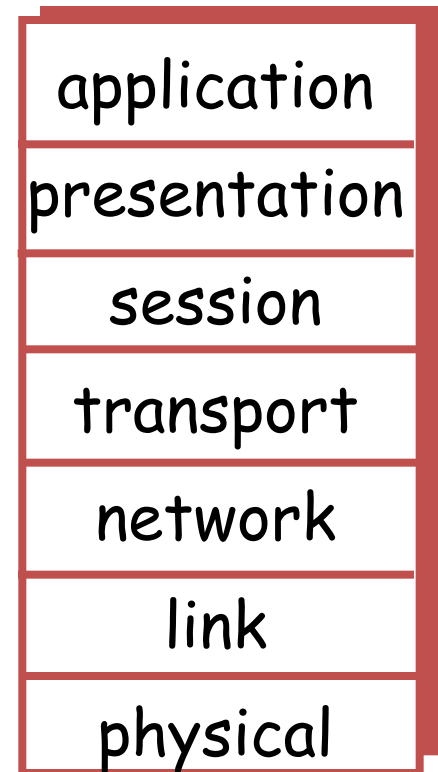 application
presentation
session
transport
network
link
physical